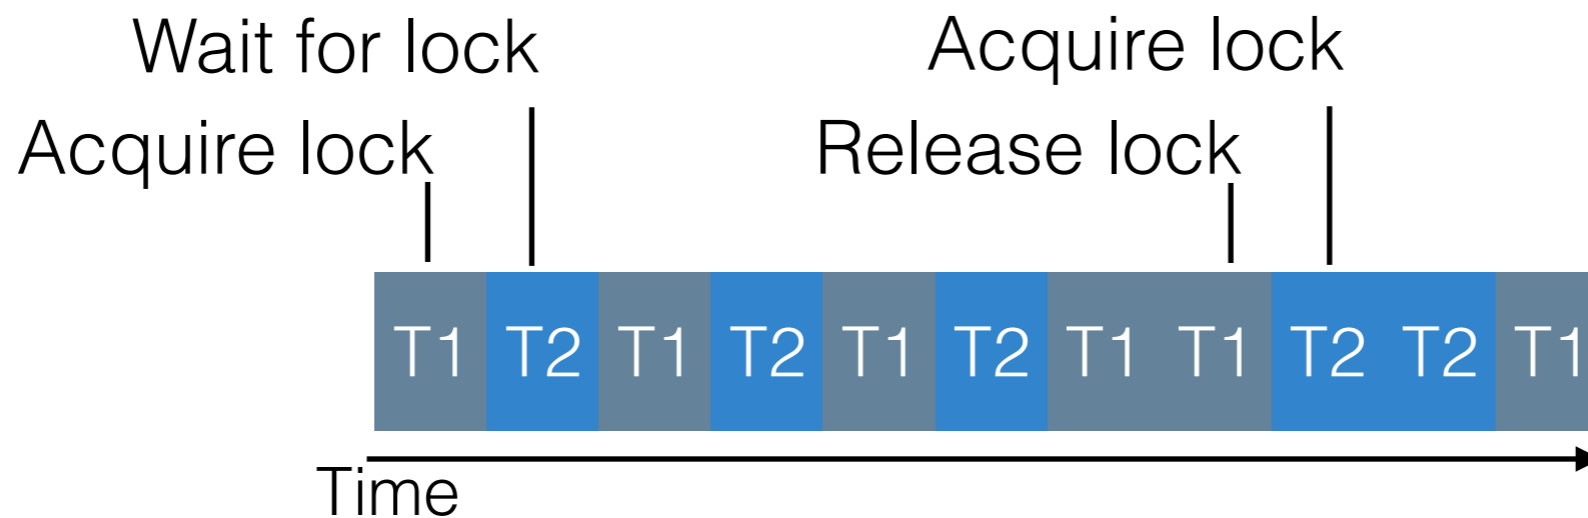 Wait for lock Acquire lock
Acquire lock Release lock
T1 T2 T1 T2 T1 T2 T1 T1 T2 T2 T1
Time